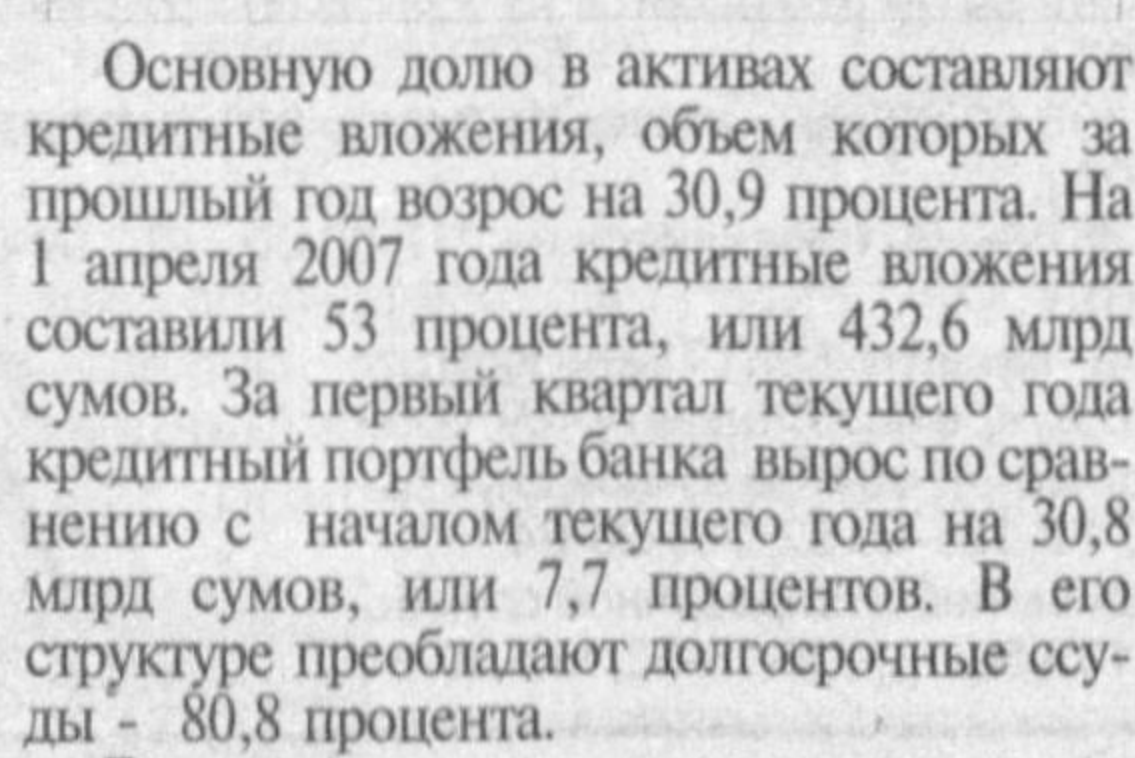 Основную долю в активах составляют
кредитные вложения, объем которых за
прошлый год возрос на 30,9 процента. На
1 апреля 2007 года кредитные вложения
составили 53 процента, или 432,6 млрд
сумов. За первый квартал текущего года
кредитный портфель банка вырос по срав-
нению с началом текущего года на 30,8
млрд сумов, или 7,7 процентов. В его
структуре преобладают долгосрочные ссу-
ды - 80,8 процента.